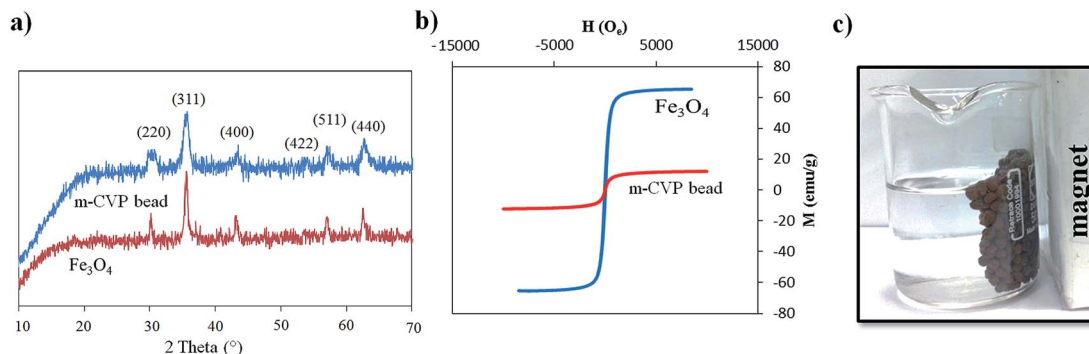 a)
(311)
(220)
(400)
(422)
(511)
(440)
m-CVP bead
Fe₃O₄
10 20 30 40 50 60 70
2 Theta (°)
b)
H (Oₑ)
-15000 -5000 5000 15000
80
60
40
20
0
-20
-40
-60
-80
M (emu/g)
Fe₃O₄
m-CVP bead
c)
magnet